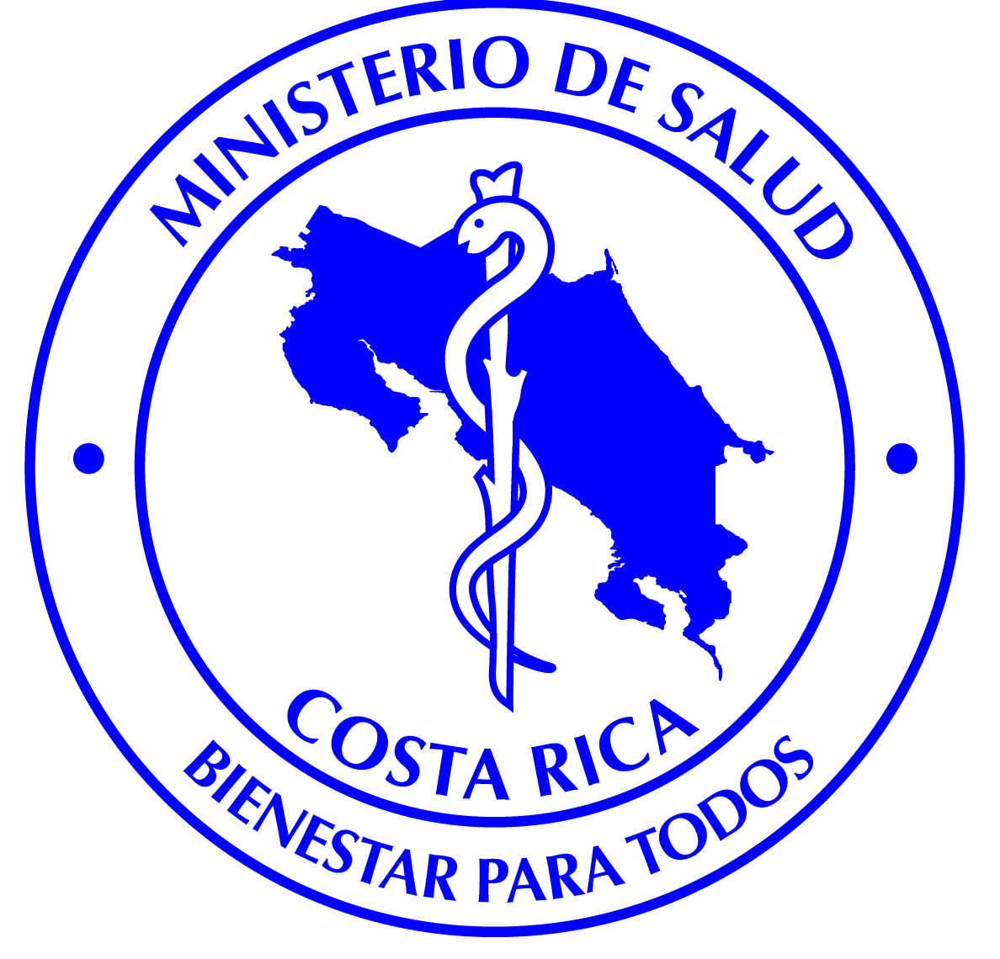 MINISTERIO DE SALUD
COSTA RICA
BIENESTAR PARA TODOS